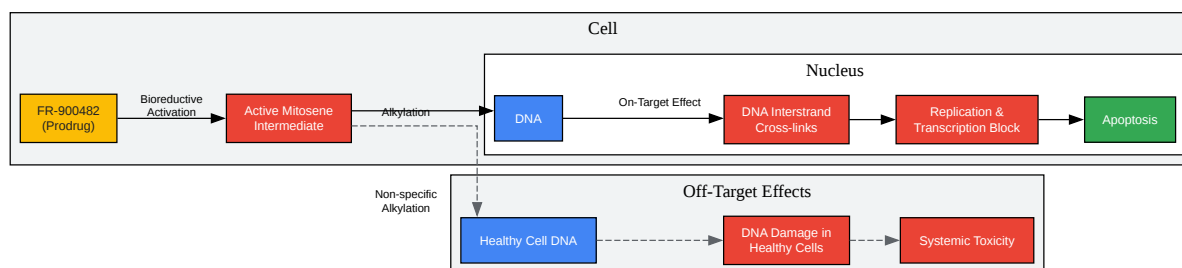 Cell
Nucleus
FR-900482
(Prodrug)
Bioreductive
Activation
Active Mitosene
Intermediate
Alkylation
DNA
On-Target Effect
DNA Interstrand
Cross-links
Replication &
Transcription Block
Apoptosis
Non-specific
Alkylation
Off-Target Effects
Healthy Cell DNA
DNA Damage in
Healthy Cells
Systemic Toxicity